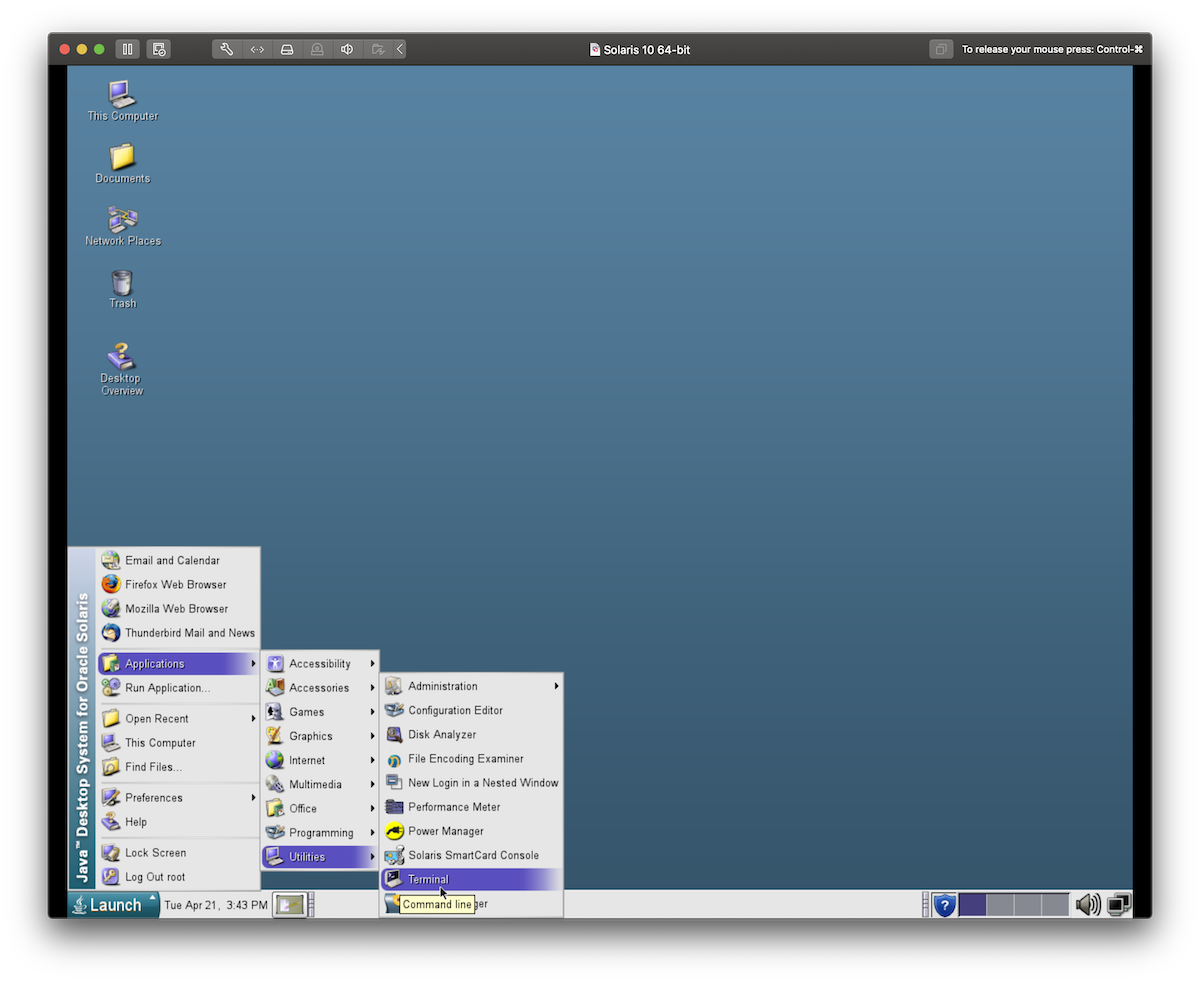 Solaris 10 64-bit
To release your mouse press: Control-⌘
This Computer
Documents
Network Places
Trash
Desktop
Overview
Java™ Desktop System for Oracle Solaris
Email and Calendar
Firefox Web Browser
Mozilla Web Browser
Thunderbird Mail and News
Applications
Run Application...
Open Recent
This Computer
Find Files...
Preferences
Help
Lock Screen
Log Out root
Accessibility
Accessories
Games
Graphics
Internet
Multimedia
Office
Programming
Utilities
Administration
Configuration Editor
Disk Analyzer
File Encoding Examiner
New Login in a Nested Window
Performance Meter
Power Manager
Solaris SmartCard Console
Terminal
Command line
Launch
Tue Apr 21, 3:43 PM